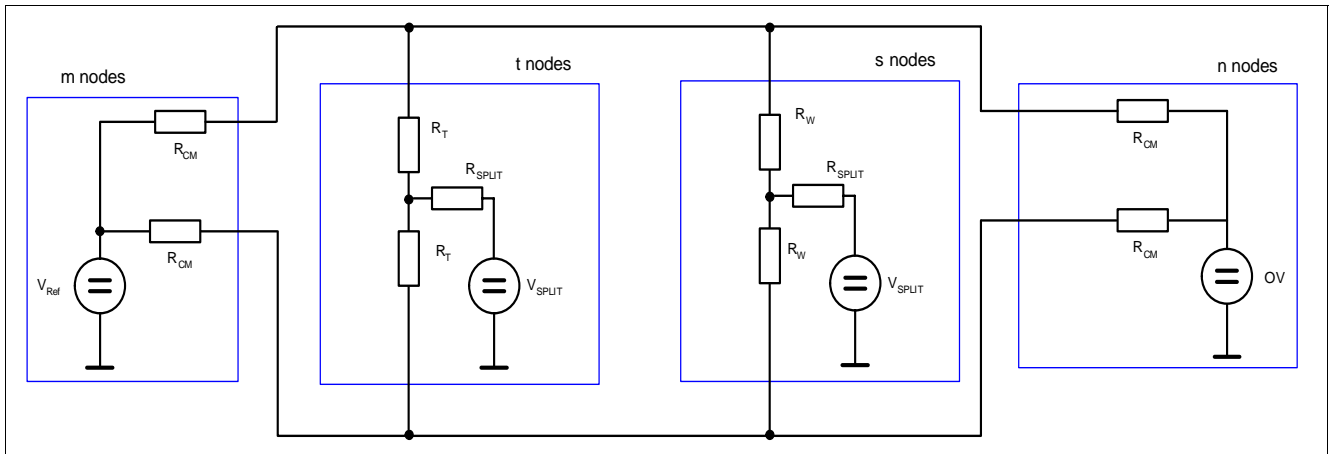 m nodes
t nodes
s nodes
n nodes
R_CM
R_CM
V_Ref
R_T
R_SPLIT
R_T
V_SPLIT
R_W
R_SPLIT
R_W
V_SPLIT
R_CM
R_CM
OV